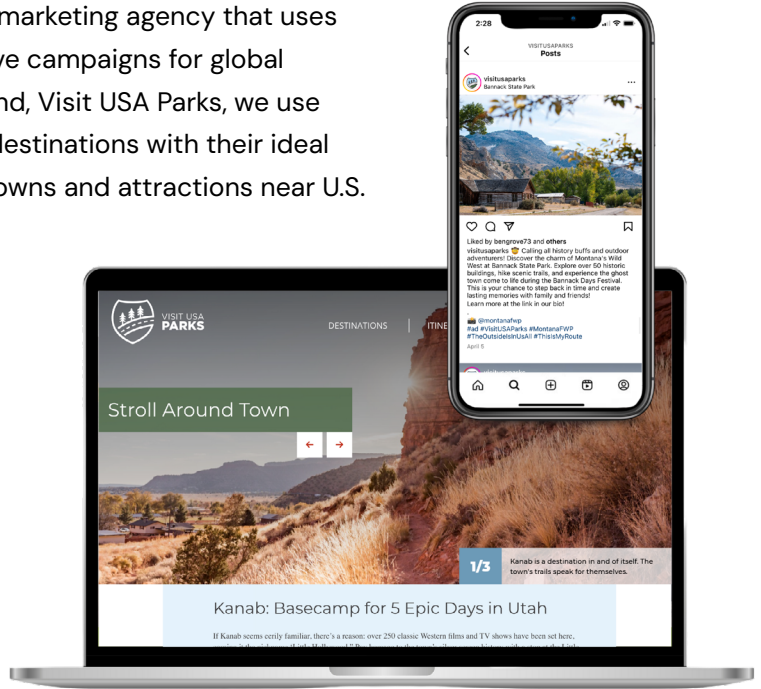 marketing agency that uses
ve campaigns for global
nd, Visit USA Parks, we use
destinations with their ideal
owns and attractions near U.S.
2:28
VISITUSAPARKS
Posts
visitusaparks
Bannack State Park
Liked by bengrove73 and others
visitusaparks 🤠 Calling all history buffs and outdoor
adventurers! Discover the charm of Montana's Wild
West at Bannack State Park. Explore over 50 historic
buildings, hike scenic trails, and experience the ghost
town come to life during the Bannack Days Festival.
This is your chance to step back in time and create
lasting memories with family and friends!
Learn more at the link in our bio!
.
📸 @montanafwp
#ad #VisitUSAParks #MontanaFWP
#TheOutsideIsInUsAll #ThisIsMyRoute
April 5
visitusaparks
VISIT USA
PARKS
DESTINATIONS
ITINE
Stroll Around Town
1/3
Kanab is a destination in and of itself. The
town's trails speak for themselves.
Kanab: Basecamp for 5 Epic Days in Utah
If Kanab seems eerily familiar, there's a reason: over 250 classic Western films and TV shows have been set here,